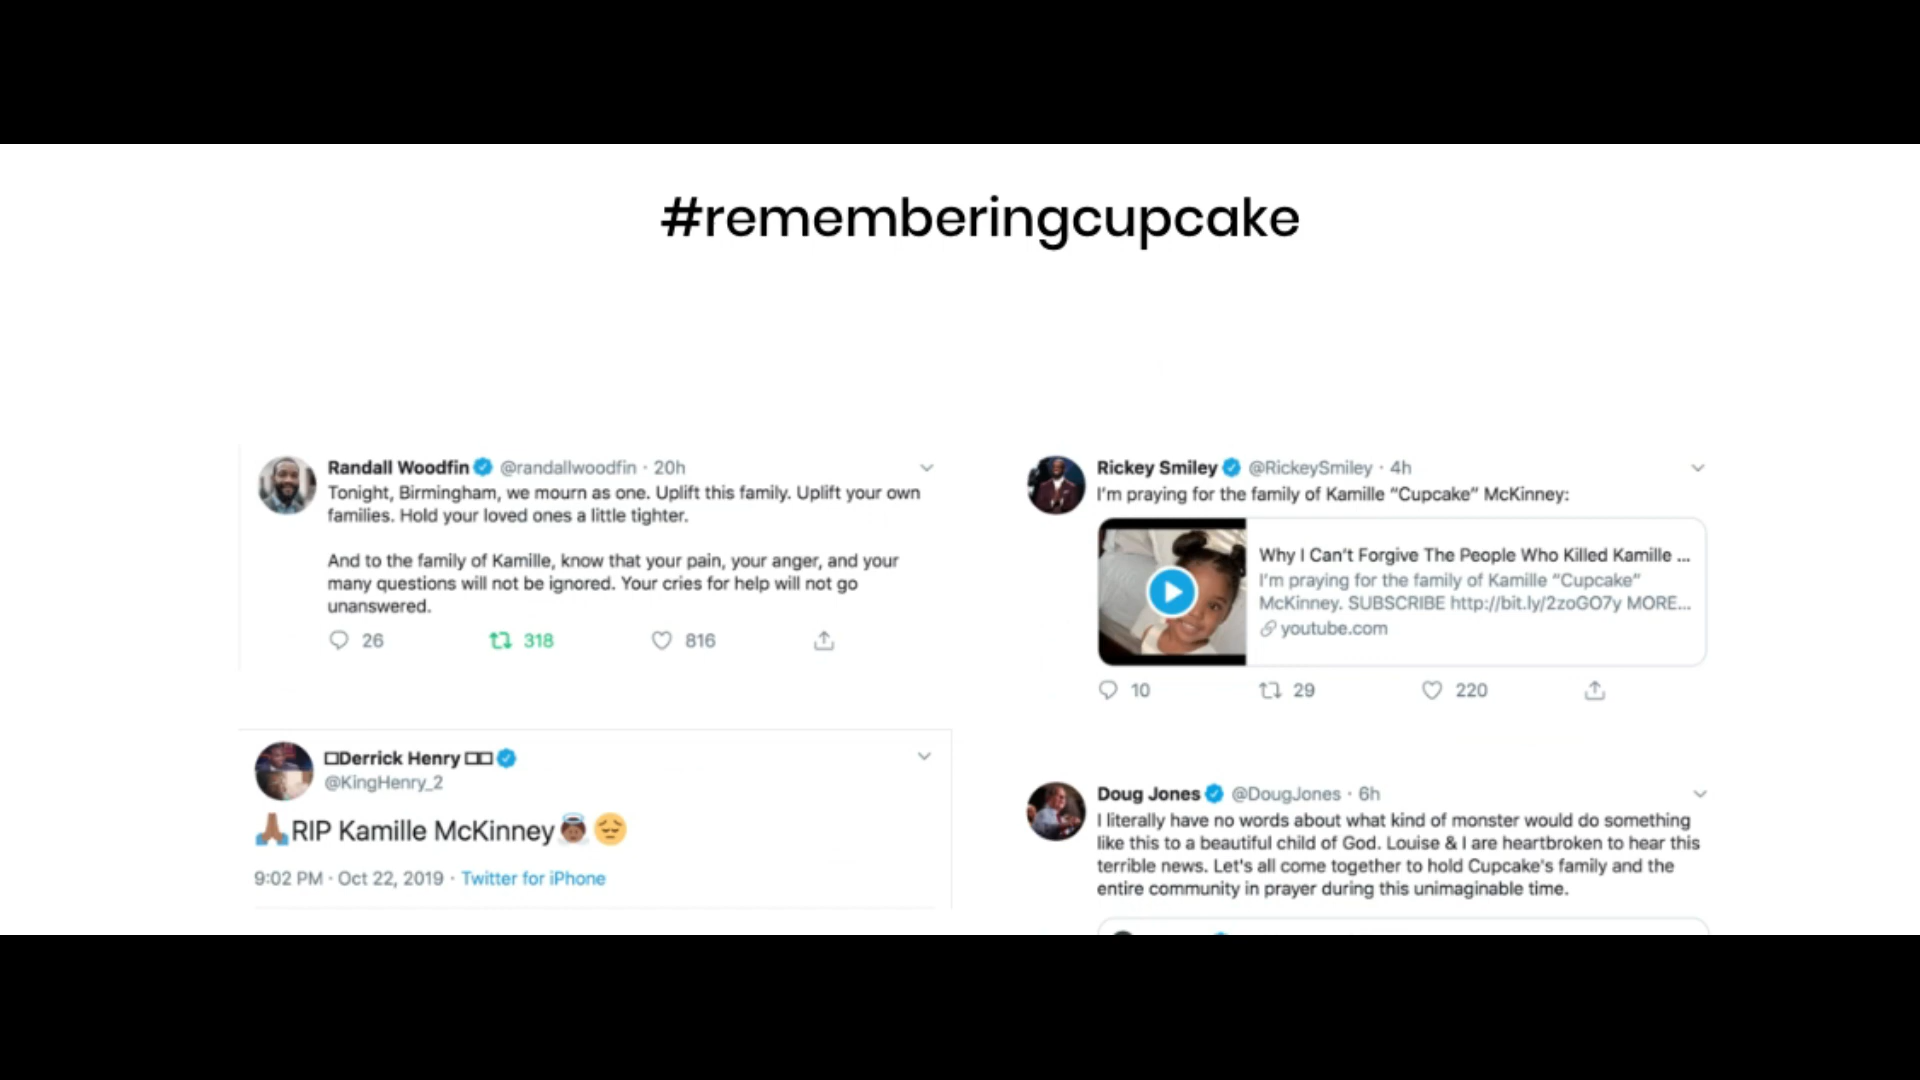 #rememberingcupcake
Randall Woodfin @randallwoodfin · 20h
Tonight, Birmingham, we mourn as one. Uplift this family. Uplift your own
families. Hold your loved ones a little tighter.
And to the family of Kamille, know that your pain, your anger, and your
many questions will not be ignored. Your cries for help will not go
unanswered.
26 318 816
Derrick Henry
@KingHenry_2
🙏🏾RIP Kamille McKinney👼🏾😔
9:02 PM · Oct 22, 2019 · Twitter for iPhone
Rickey Smiley @RickeySmiley · 4h
I'm praying for the family of Kamille “Cupcake” McKinney:
Why I Can't Forgive The People Who Killed Kamille ...
I'm praying for the family of Kamille “Cupcake”
McKinney. SUBSCRIBE http://bit.ly/2zoGO7y MORE...
youtube.com
10 29 220
Doug Jones @DougJones · 6h
I literally have no words about what kind of monster would do something
like this to a beautiful child of God. Louise & I are heartbroken to hear this
terrible news. Let's all come together to hold Cupcake's family and the
entire community in prayer during this unimaginable time.